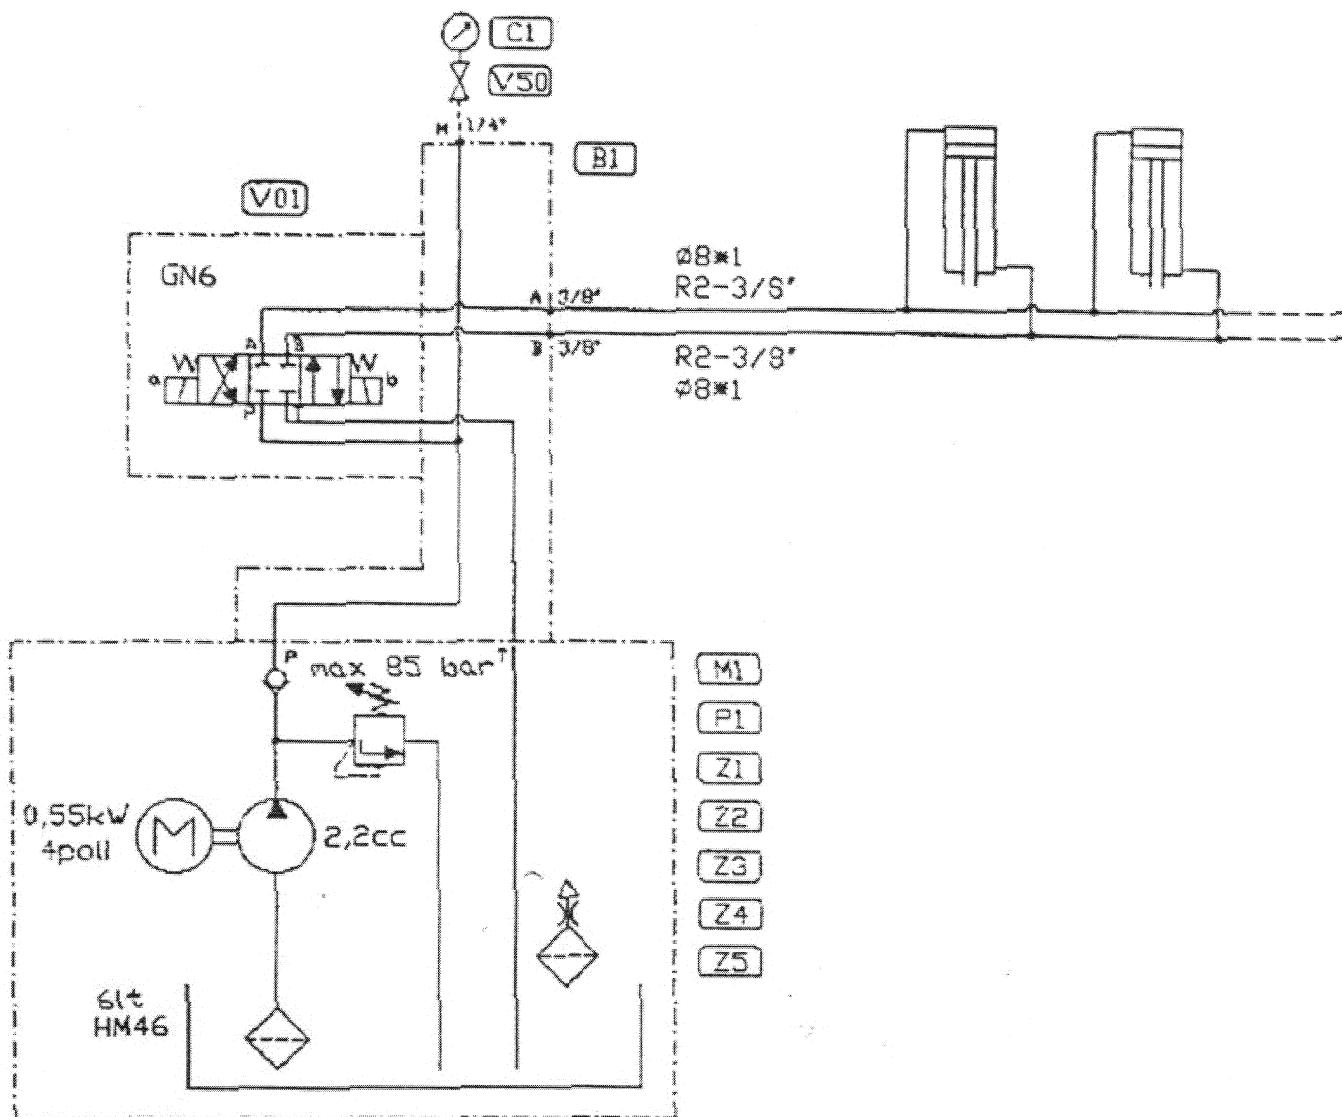 C1
V50
M 1/4"
B1
V01
GN6
ø8*1
R2-3/8"
A 3/8"
B 3/8"
R2-3/8"
ø8*1
A B
a b
P
P
max 85 bar
T
M1
P1
Z1
Z2
Z3
Z4
Z5
0,55kW
4poli
M
2,2cc
6lt
HM46